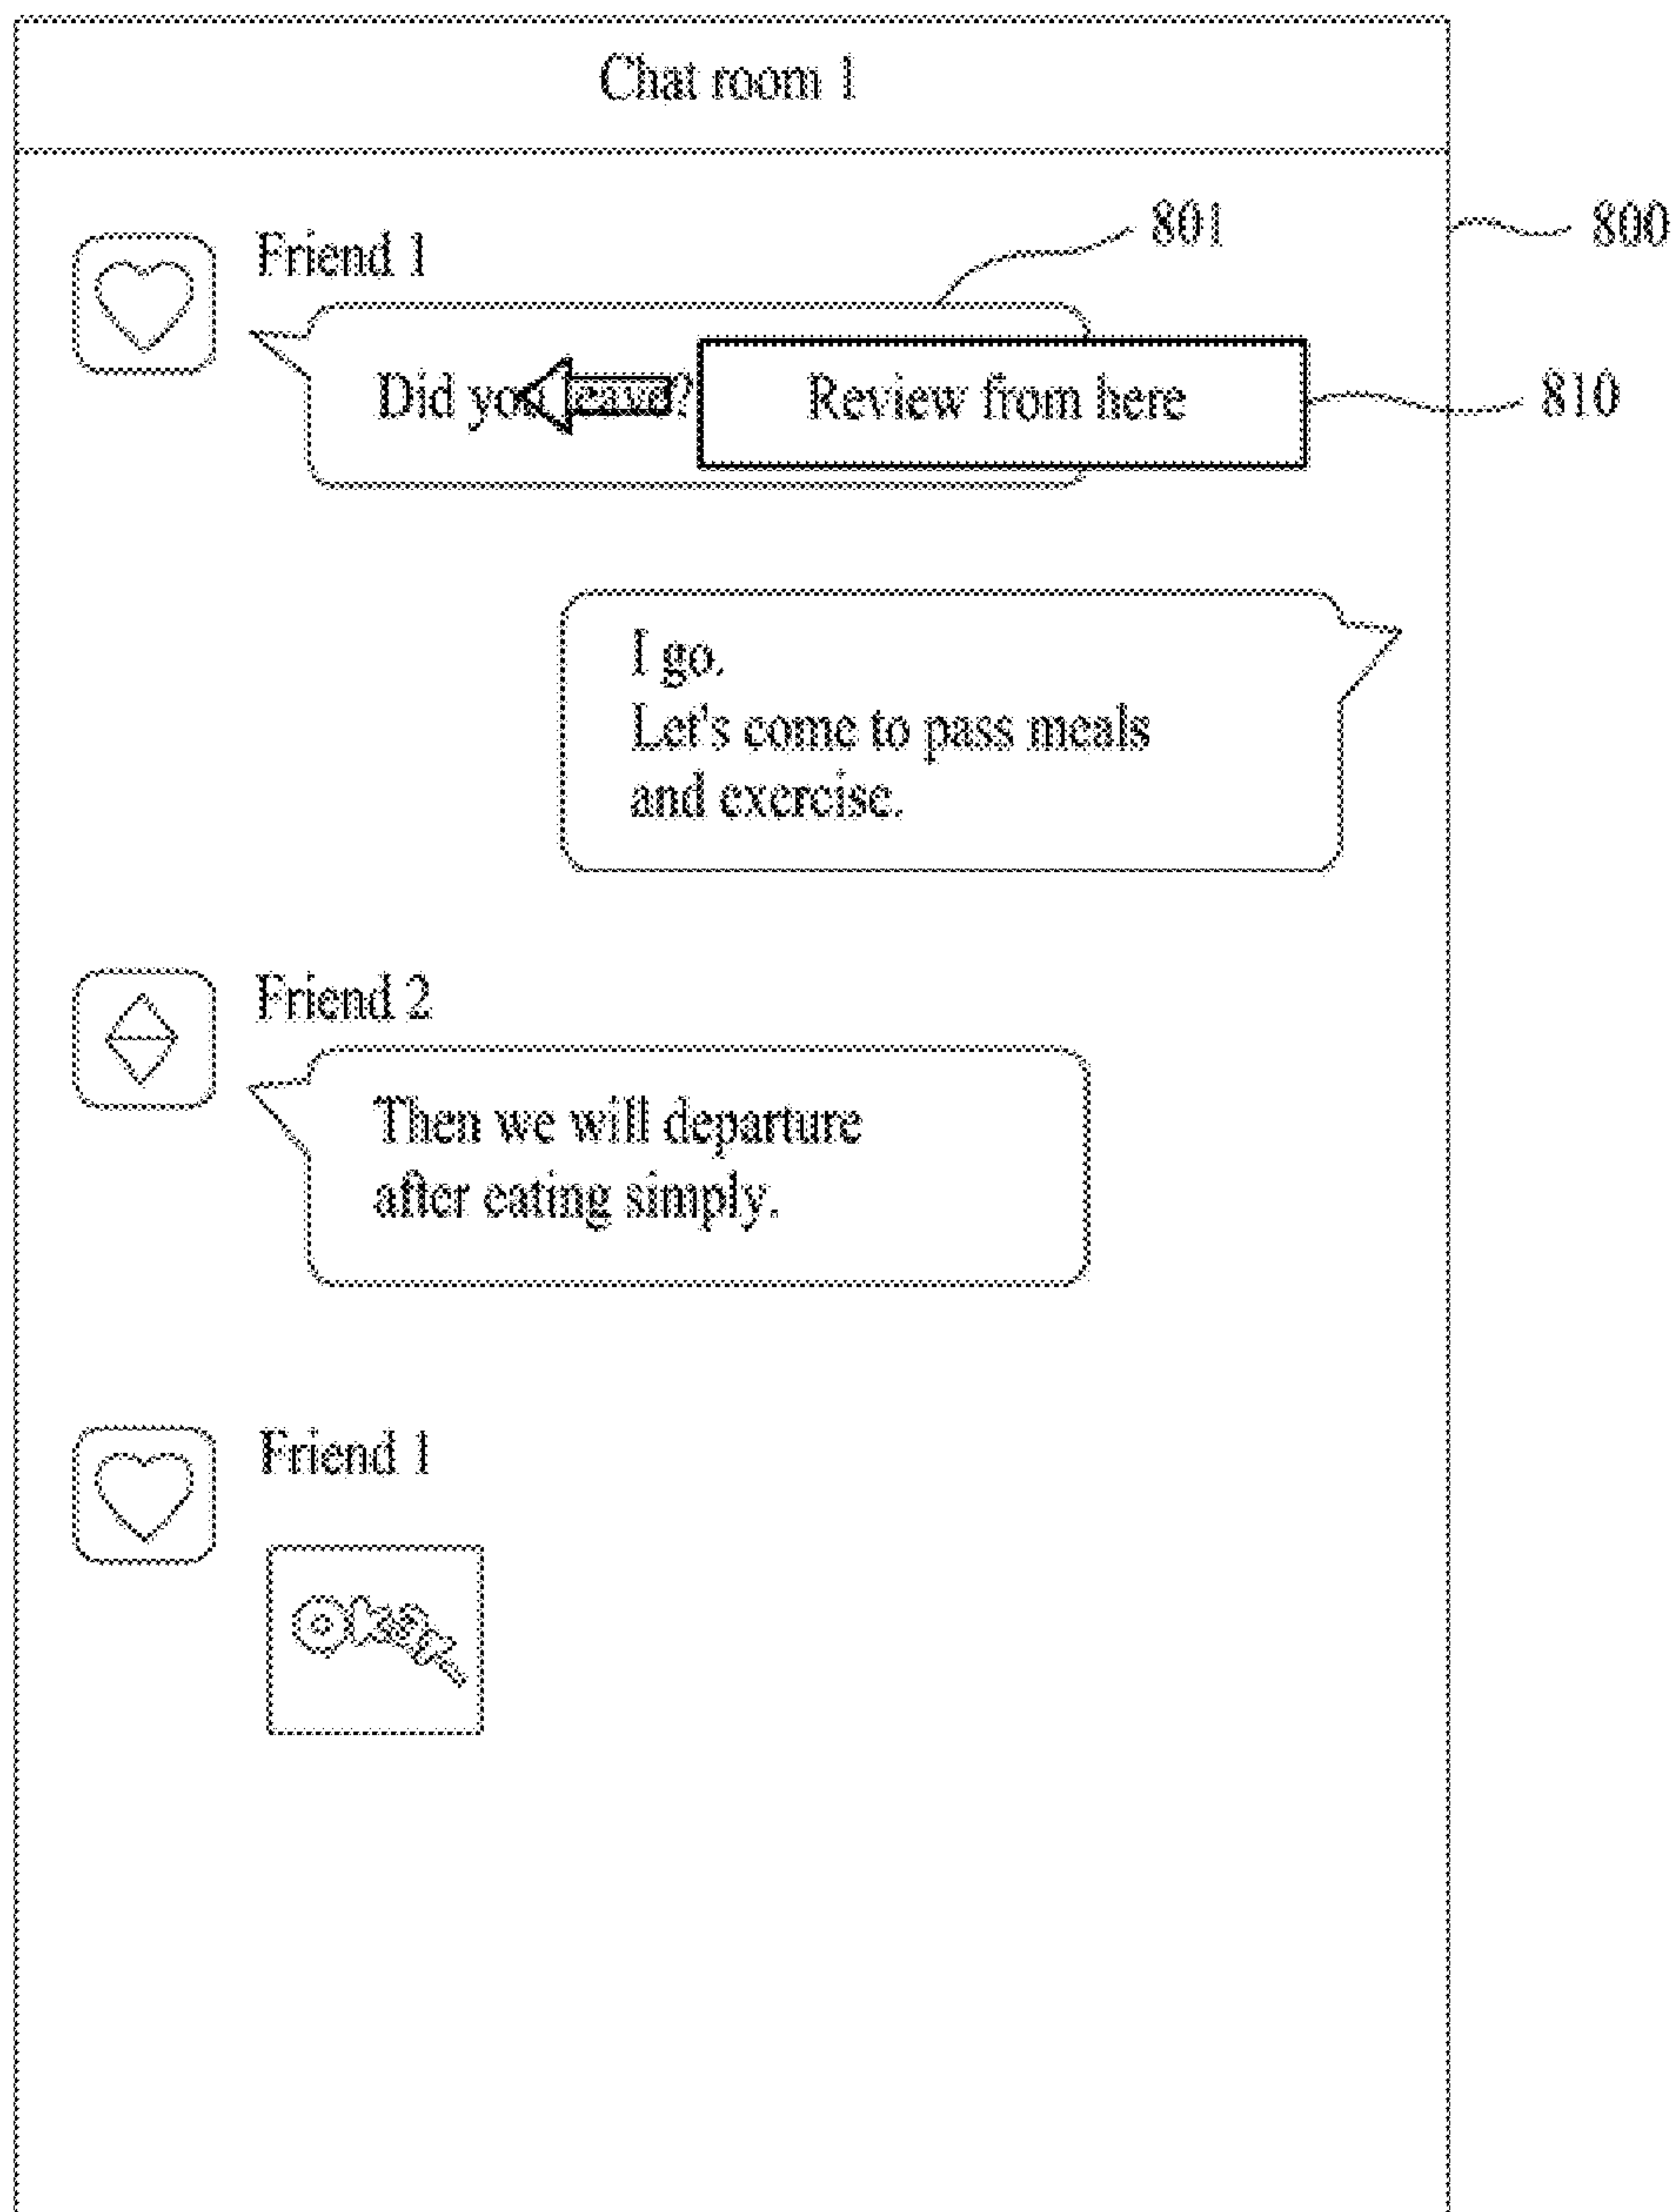 Chat room 1
801
800
Friend 1
Did you leave?
Review from here
810
I go.
Let's come to pass meals
and exercise.
Friend 2
Then we will departure
after eating simply.
Friend 1
Okay